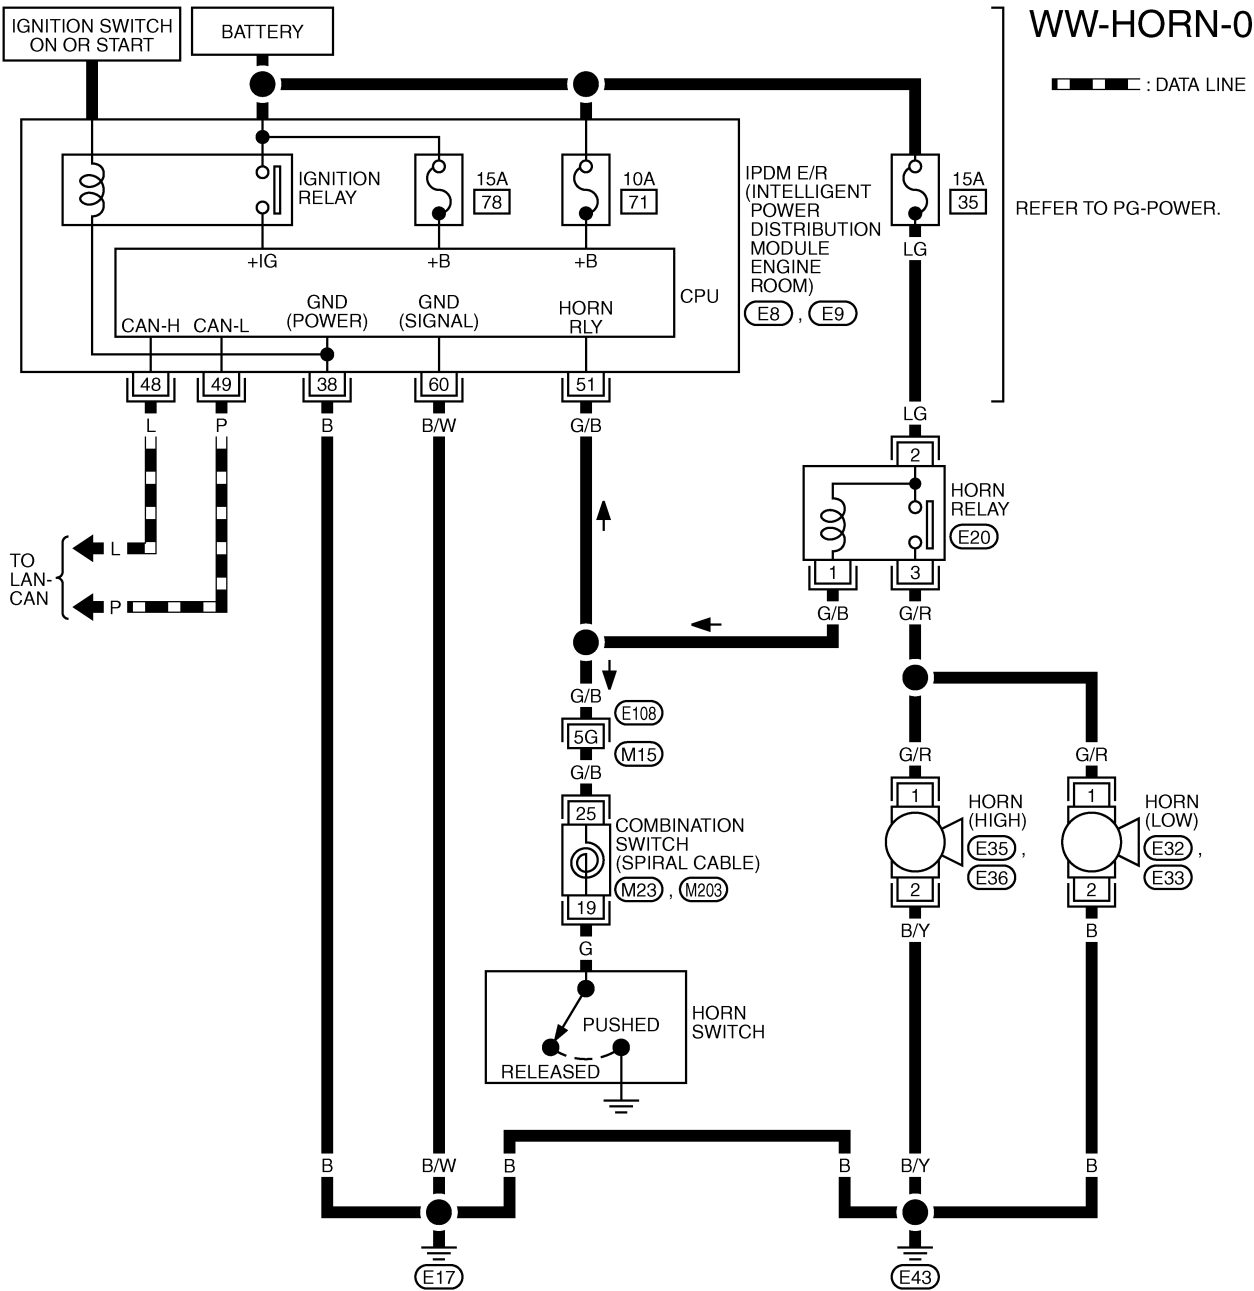 IGNITION SWITCH
ON OR START
BATTERY
WW-HORN-0
: DATA LINE
IGNITION
RELAY
15A
78
10A
71
IPDM E/R
(INTELLIGENT
POWER
DISTRIBUTION
MODULE
ENGINE
ROOM)
E8 , E9
15A
35
REFER TO PG-POWER.
LG
+IG
+B
+B
CPU
CAN-H
CAN-L
GND
(POWER)
GND
(SIGNAL)
HORN
RLY
48
49
38
60
51
L
P
B
B/W
G/B
LG
2
HORN
RELAY
E20
1
3
G/B
G/R
TO
LAN-
CAN
L
P
G/B
E108
5G
M15
G/B
25
COMBINATION
SWITCH
(SPIRAL CABLE)
M23 , M203
19
G
G/R
G/R
1
HORN
(HIGH)
E35 ,
E36
2
1
HORN
(LOW)
E32 ,
E33
2
B/Y
B
PUSHED
RELEASED
HORN
SWITCH
B
B/W
B
B
B/Y
B
E17
E43